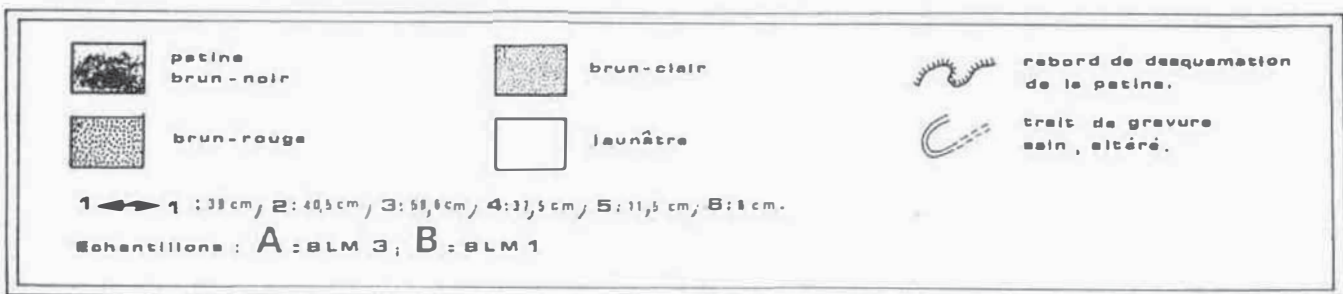 patine
brun-noir
brun-rouge
brun-clair
jaunâtre
rebord de desquamation
de la patine.
trait de gravure
sain, altéré.
1 1 : 39 cm, 2: 40,5 cm, 3: 59,6 cm, 4: 37,5 cm, 5: 11,5 cm, 6: 8 cm.
Echantillons : A = BLM 3; B = BLM 1